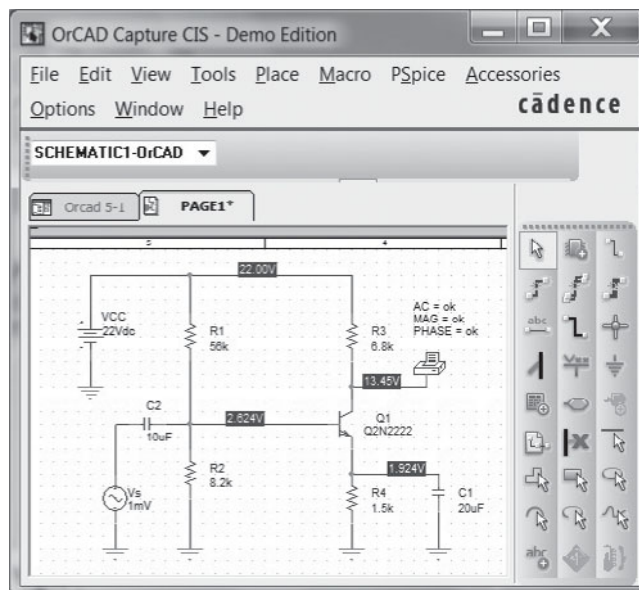 OrCAD Capture CIS - Demo Edition
File Edit View Tools Place Macro PSpice Accessories
Options Window Help
cādence
SCHEMATIC1-OrCAD
Orcad 5-1 PAGE1*
5 4
22.00V
VCC
22Vdc
R1
56k
R3
6.8k
AC = ok
MAG = ok
PHASE = ok
13.45V
C2
10uF
2.624V
Q1
Q2N2222
R2
8.2k
1.924V
Vs
1mV
R4
1.5k
C1
20uF
abc
abc